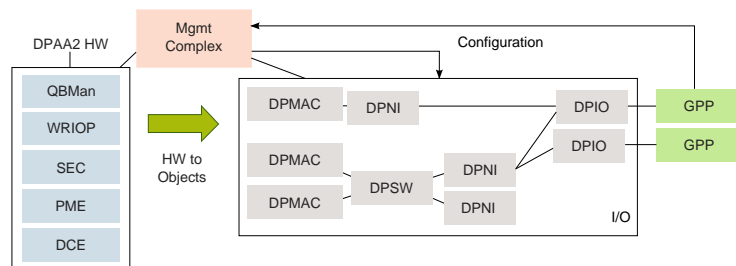 Mgmt
Complex
DPAA2 HW
Configuration
QBMan
WRIOP
SEC
PME
DCE
HW to
Objects
DPMAC
DPNI
DPIO
GPP
DPMAC
DPMAC
DPSW
DPNI
DPNI
DPIO
GPP
I/O